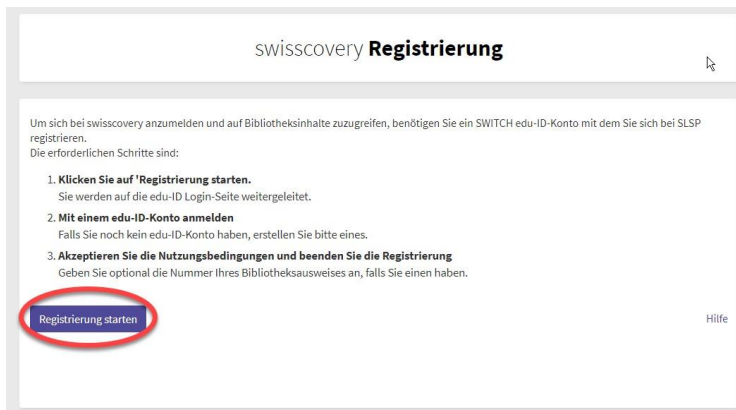 swisscovery Registrierung
Um sich bei swisscovery anzumelden und auf Bibliotheksinhalte zuzugreifen, benötigen Sie ein SWITCH edu-ID-Konto mit dem Sie sich bei SLSP
registrieren.
Die erforderlichen Schritte sind:
1. Klicken Sie auf 'Registrierung starten.
Sie werden auf die edu-ID Login-Seite weitergeleitet.
2. Mit einem edu-ID-Konto anmelden
Falls Sie noch kein edu-ID-Konto haben, erstellen Sie bitte eines.
3. Akzeptieren Sie die Nutzungsbedingungen und beenden Sie die Registrierung
Geben Sie optional die Nummer Ihres Bibliotheksausweises an, falls Sie einen haben.
Registrierung starten
Hilfe